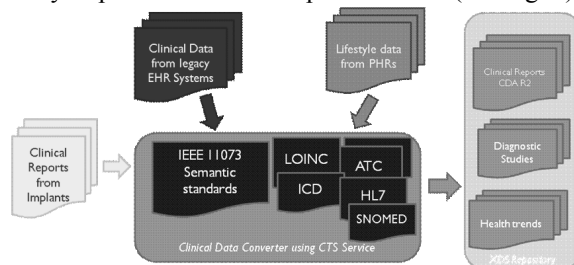 Clinical Data
from legacy
EHR Systems
Lifestyle data
from PHRs
Clinical
Reports
from
Implants
IEEE 11073
Semantic
standards
LOINC
ATC
ICD
HL7
SNOMED
Clinical Data Converter using CTS Service
Clinical Reports
CDA R2
Diagnostic
Studies
Health trends
XDS Repository